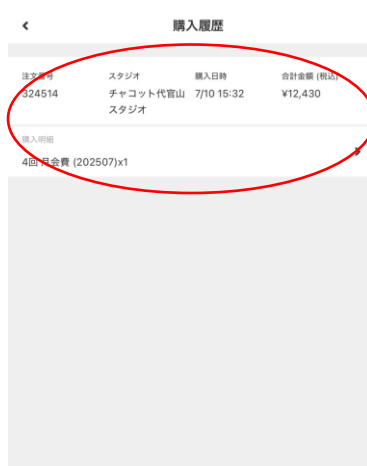 購入履歴
注文番号 スタジオ 購入日時 合計金額 (税込)
324514 チャコット代官山 7/10 15:32 ¥12,430
スタジオ
購入明細
4回 月会費 (202507)x1